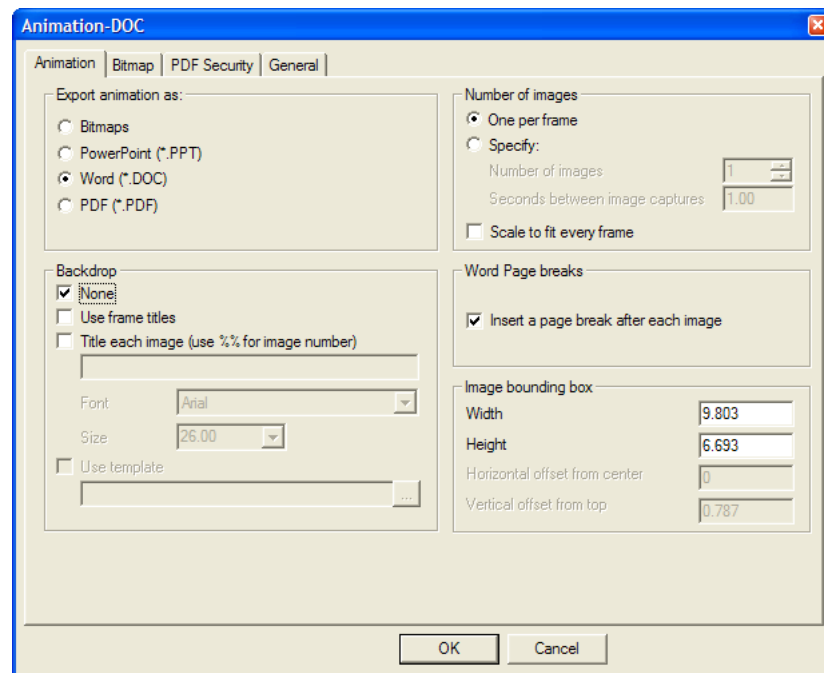 Animation-DOC
Animation Bitmap PDF Security General
Export animation as:
Bitmaps
PowerPoint (*.PPT)
Word (*.DOC)
PDF (*.PDF)
Number of images
One per frame
Specify:
Number of images 1
Seconds between image captures 1.00
Scale to fit every frame
Backdrop
None
Use frame titles
Title each image (use %% for image number)
Font Arial
Size 26.00
Use template
...
Word Page breaks
Insert a page break after each image
Image bounding box
Width 9.803
Height 6.693
Horizontal offset from center 0
Vertical offset from top 0.787
OK Cancel